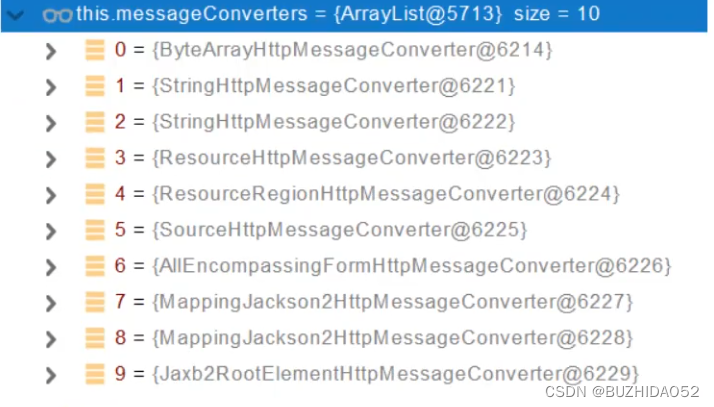 this.messageConverters = {ArrayList@5713} size = 10
0 = {ByteArrayHttpMessageConverter@6214}
1 = {StringHttpMessageConverter@6221}
2 = {StringHttpMessageConverter@6222}
3 = {ResourceHttpMessageConverter@6223}
4 = {ResourceRegionHttpMessageConverter@6224}
5 = {SourceHttpMessageConverter@6225}
6 = {AllEncompassingFormHttpMessageConverter@6226}
7 = {MappingJackson2HttpMessageConverter@6227}
8 = {MappingJackson2HttpMessageConverter@6228}
9 = {Jaxb2RootElementHttpMessageConverter@6229}
CSDN @BUZHIDAO52